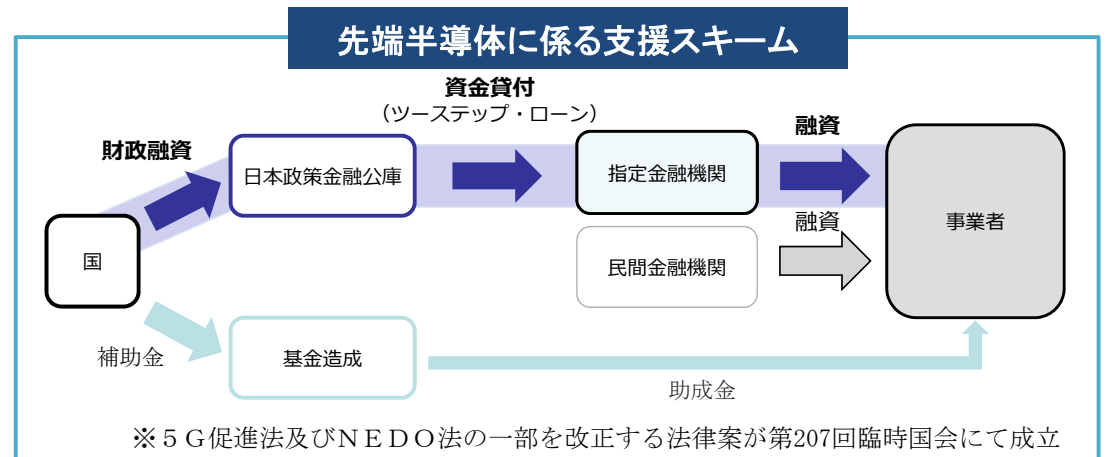 先端半導体に係る支援スキーム
資金貸付
（ツーステップ・ローン）
財政融資
融資
日本政策金融公庫
指定金融機関
国
融資
事業者
民間金融機関
補助金
基金造成
助成金
※５Ｇ促進法及びＮＥＤＯ法の一部を改正する法律案が第207回臨時国会にて成立